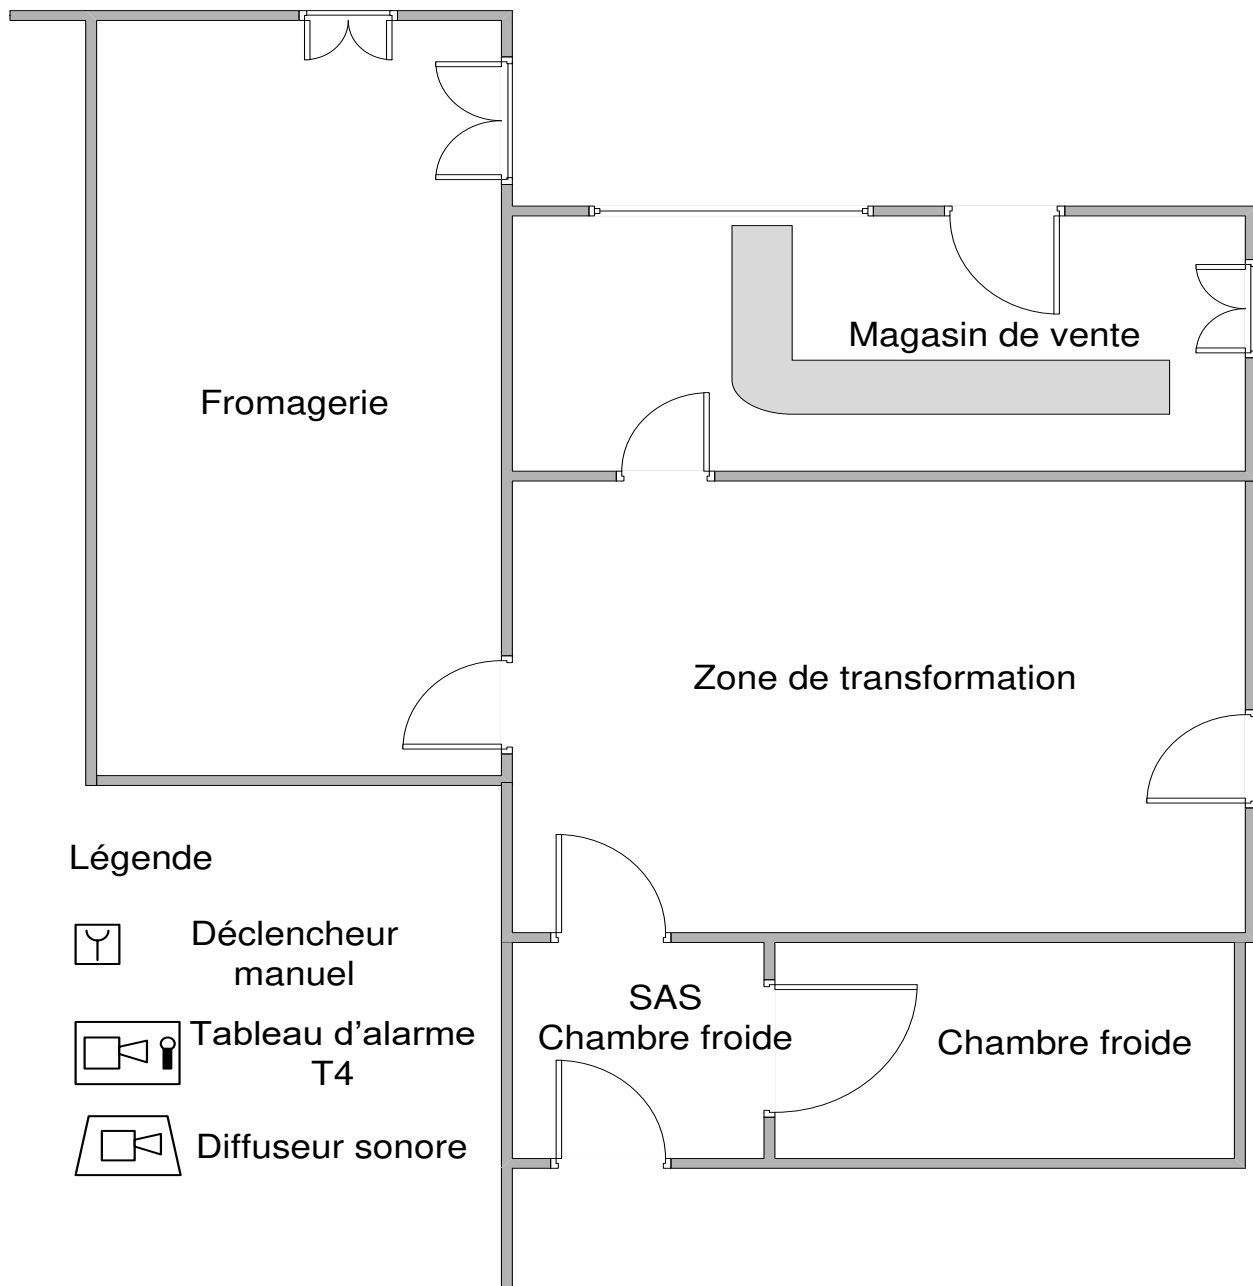 Magasin de vente
Fromagerie
Zone de transformation
Légende
Déclencheur
manuel
Tableau d’alarme
T4
Diffuseur sonore
SAS
Chambre froide
Chambre froide